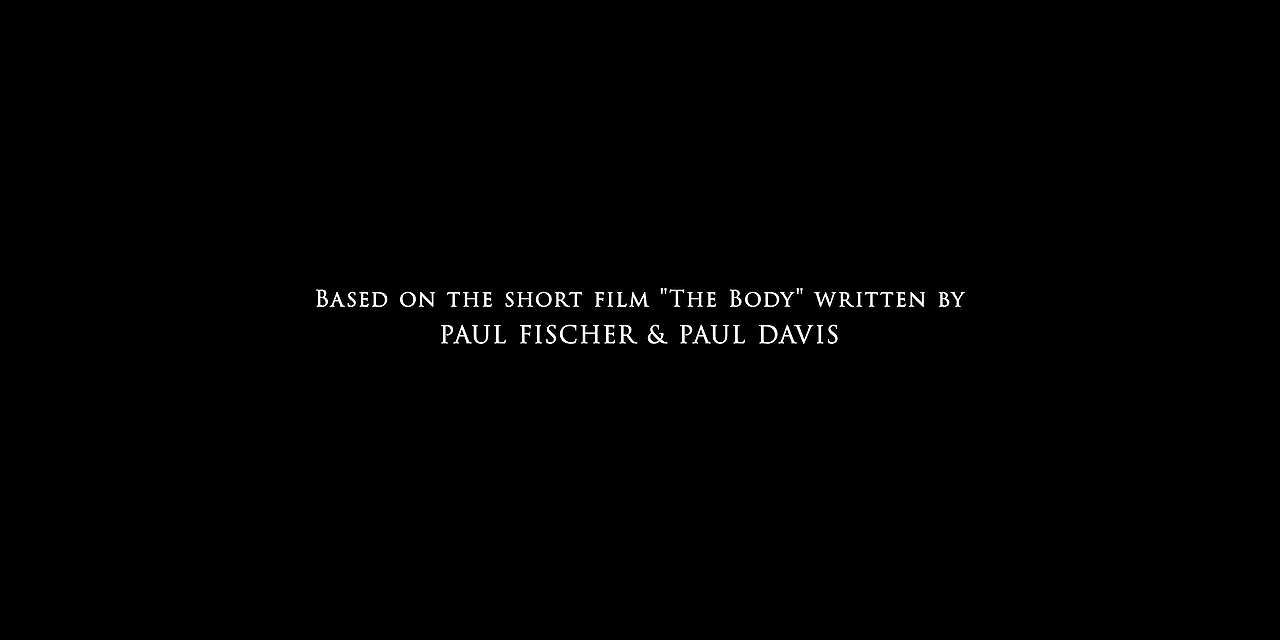 Based on the short film "The Body" written by
PAUL FISCHER & PAUL DAVIS